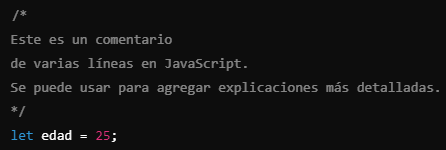 /*
Este es un comentario
de varias líneas en JavaScript.
Se puede usar para agregar explicaciones más detalladas.
*/
let edad = 25;